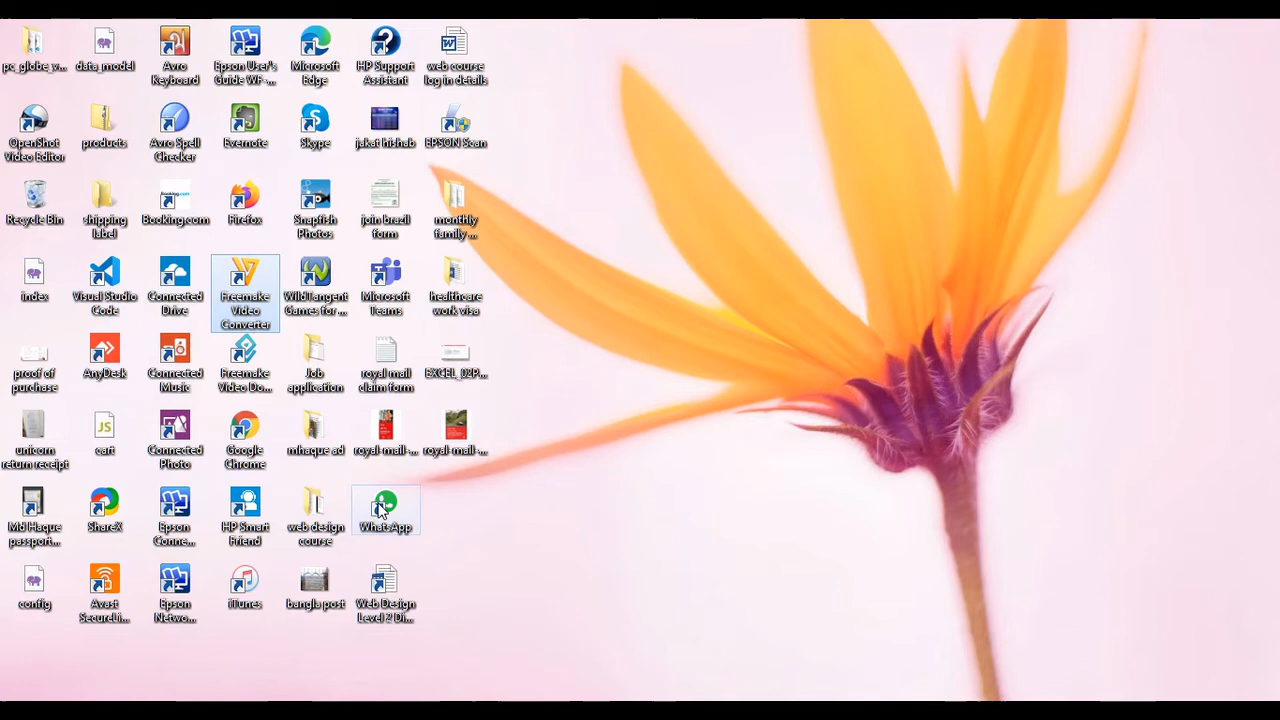 pc_globe_v...
data_model
Avro
Keyboard
Epson User's
Guide WF-...
Microsoft
Edge
HP Support
Assistant
web course
log in details
OpenShot
Video Editor
products
Avro Spell
Checker
Evernote
Skype
jakat hishab
EPSON Scan
Recycle Bin
shipping
label
Booking.com
Firefox
Snapfish
Photos
join brazil
form
monthly
family ...
index
Visual Studio
Code
Connected
Drive
Freemake
Video
Converter
WildTangent
Games for ...
Microsoft
Teams
healthcare
work visa
proof of
purchase
AnyDesk
Connected
Music
Freemake
Video Do...
Job
application
royal mail
claim form
EXCEL_02P...
unicorn
return receipt
JS
cart
Connected
Photo
Google
Chrome
mhaque ad
royal-mail-...
royal-mail-...
Md Haque
passport...
ShareX
Epson
Conne...
HP Smart
Friend
web design
course
WhatsApp
config
Avast
SecureLi...
Epson
Netwo...
iTunes
bangla post
Web Design
Level 2 Di...